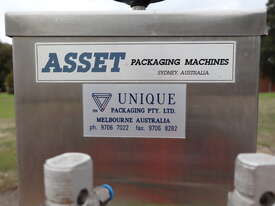 ASSET PACKAGING MACHINES
SYDNEY. AUSTRALIA
UNIQUE
PACKAGING PTY. LTD.
MELBOURNE AUSTRALIA
ph. 9706 7022 fax. 9706 8282